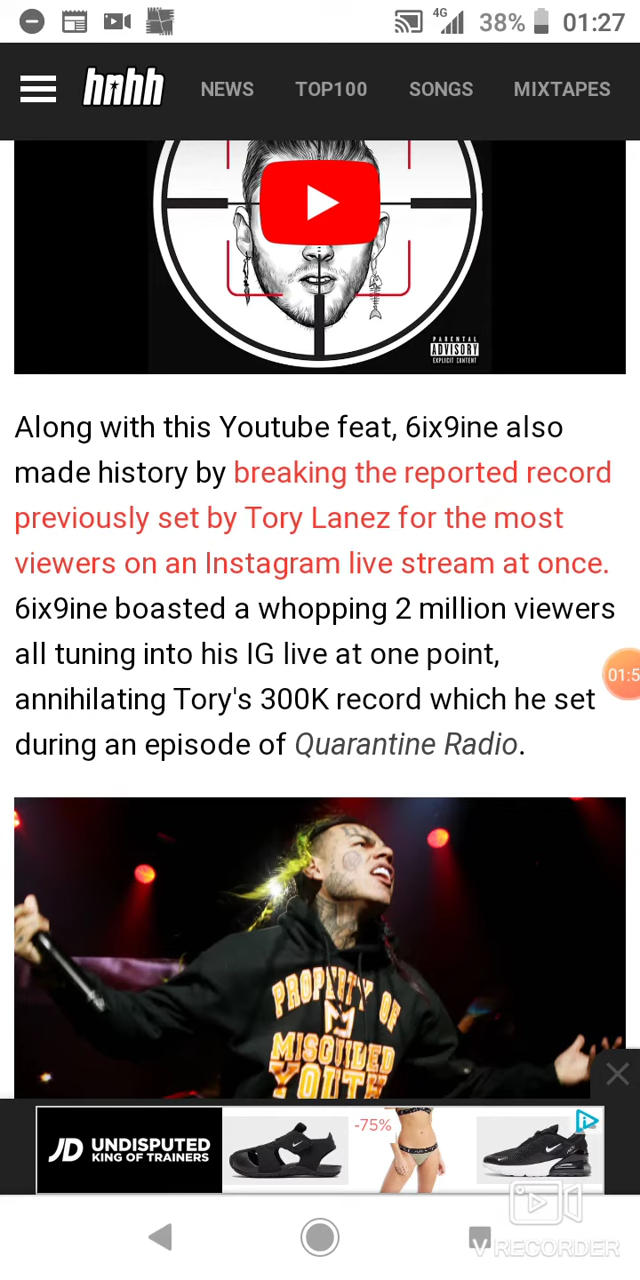 4G 38% 01:27
hnhh NEWS TOP100 SONGS MIXTAPES
PARENTAL
ADVISORY
EXPLICIT CONTENT
Along with this Youtube feat, 6ix9ine also
made history by breaking the reported record
previously set by Tory Lanez for the most
viewers on an Instagram live stream at once.
6ix9ine boasted a whopping 2 million viewers
all tuning into his IG live at one point,
annihilating Tory's 300K record which he set
during an episode of Quarantine Radio.
01:5
PROPERTY OF
M
MISGUIDED
YOUTH
JD UNDISPUTED
KING OF TRAINERS
-75%
VRECORDER